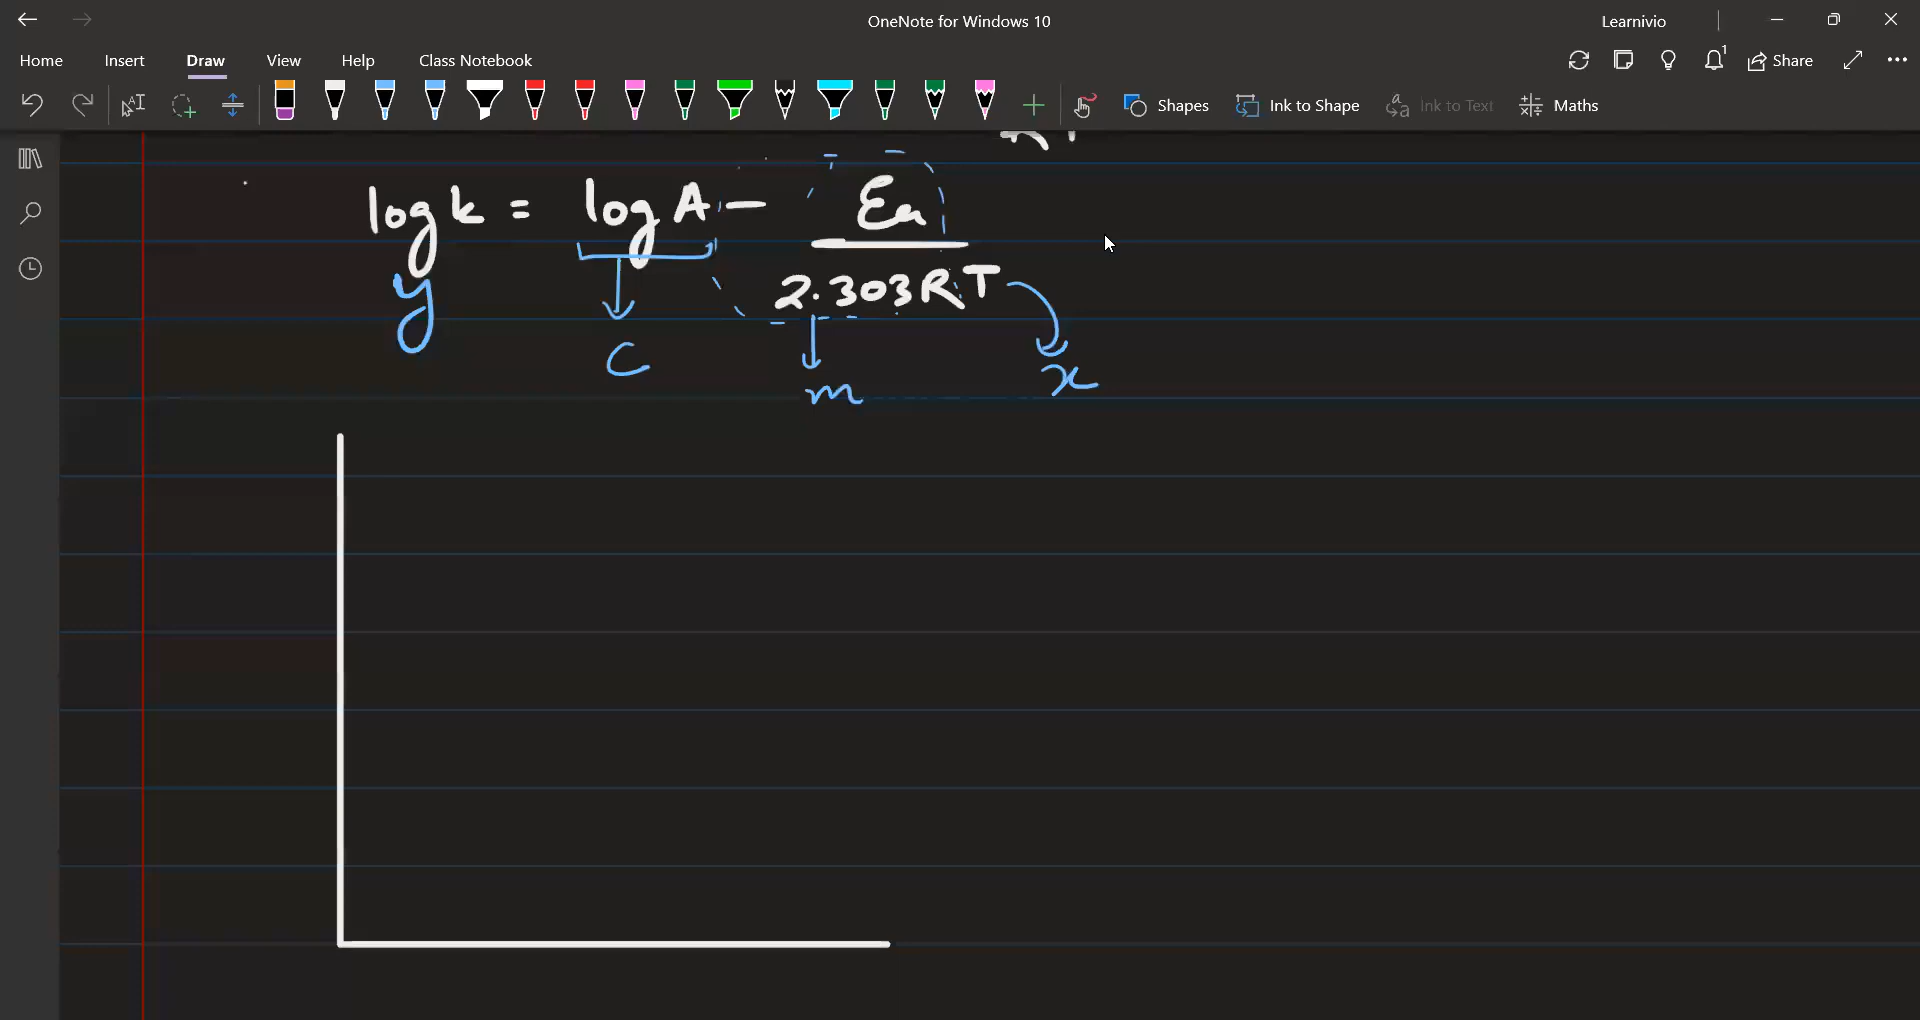 OneNote for Windows 10
Learnivio
Home Insert Draw View Help Class Notebook
1
Share
Shapes Ink to Shape Ink to Text Maths
log k = log A - Ea
2.303RT
y
c
m
x